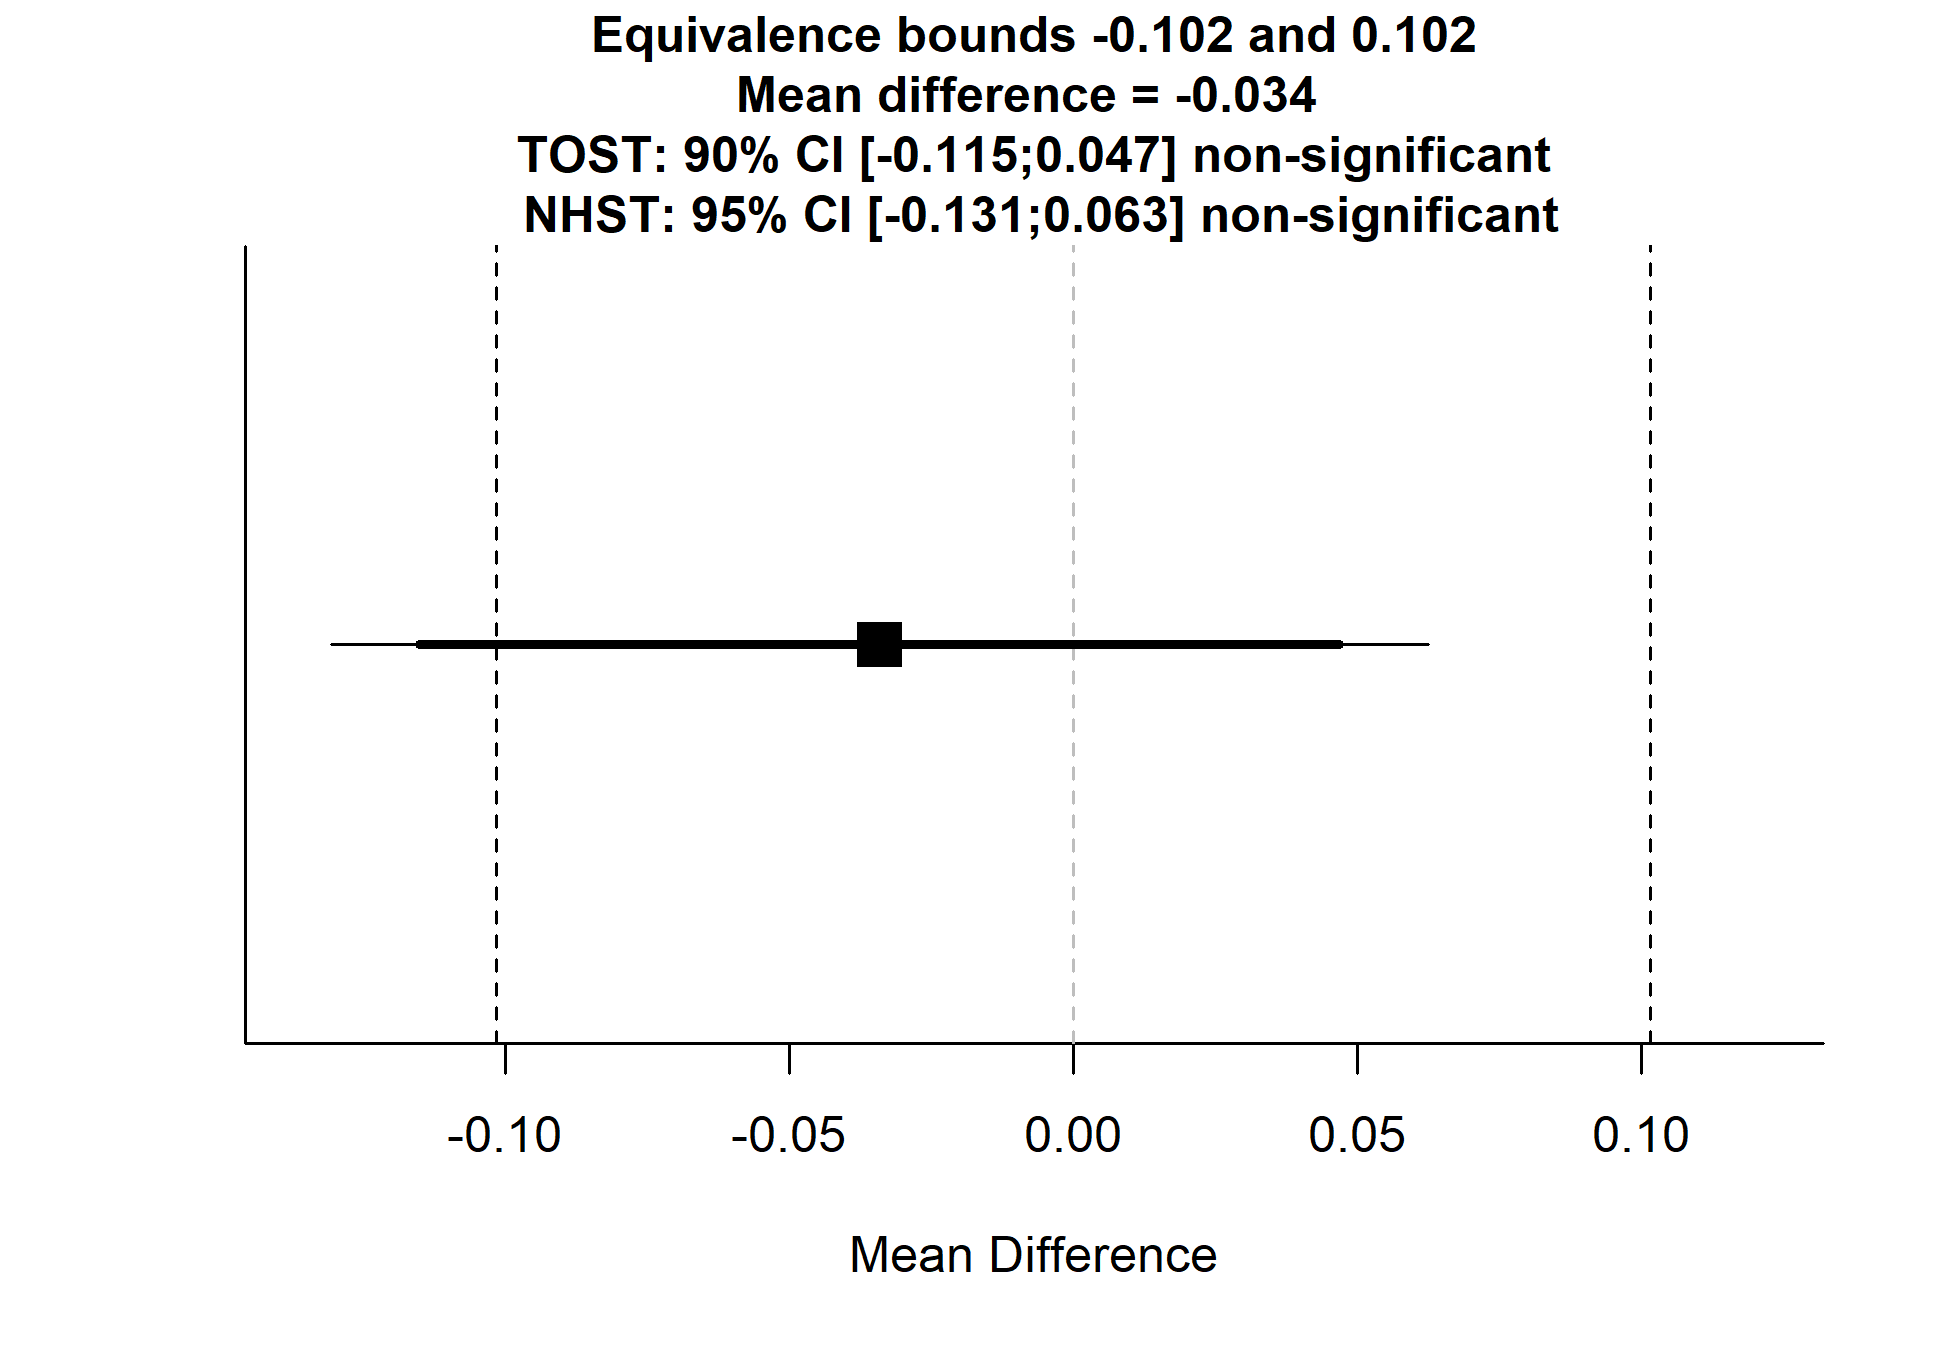 Equivalence bounds -0.102 and 0.102
Mean difference = -0.034
TOST: 90% CI [-0.115;0.047] non-significant
NHST: 95% CI [-0.131;0.063] non-significant
-0.10 -0.05 0.00 0.05 0.10
Mean Difference